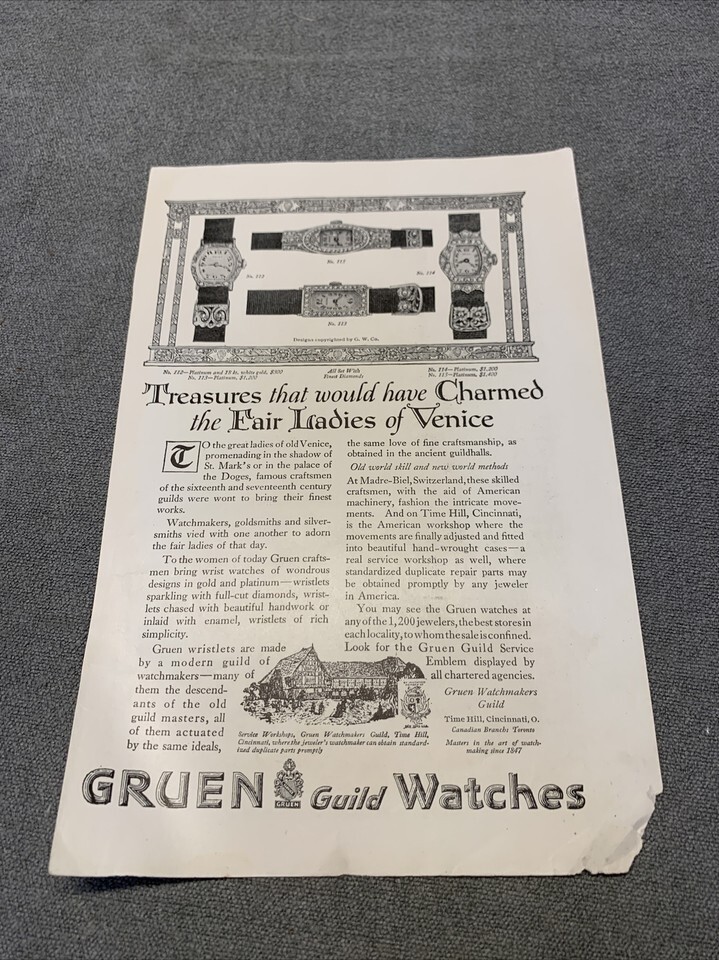 No. 115
No. 112
No. 114
No. 113
Designs copyrighted by G. W. Co.
No. 112—Platinum and 18 kt. white gold, $300
No. 113—Platinum, $1,200
All Set With
Finest Diamonds
No. 114—Platinum, $1,200
No. 115—Platinum, $1,400
Treasures that would have Charmed
the Fair Ladies of Venice
TO the great ladies of old Venice,
promenading in the shadow of
St. Mark's or in the palace of
the Doges, famous craftsmen
of the sixteenth and seventeenth century
guilds were wont to bring their finest
works.
Watchmakers, goldsmiths and silver-
smiths vied with one another to adorn
the fair ladies of that day.
To the women of today Gruen crafts-
men bring wrist watches of wondrous
designs in gold and platinum—wristlets
sparkling with full-cut diamonds, wrist-
lets chased with beautiful handwork or
inlaid with enamel, wristlets of rich
simplicity.
Gruen wristlets are made
by a modern guild of
watchmakers—many of
them the descend-
ants of the old
guild masters, all
of them actuated
by the same ideals,
the same love of fine craftsmanship, as
obtained in the ancient guildhalls.
Old world skill and new world methods
At Madre-Biel, Switzerland, these skilled
craftsmen, with the aid of American
machinery, fashion the intricate move-
ments. And on Time Hill, Cincinnati,
is the American workshop where the
movements are finally adjusted and fitted
into beautiful hand-wrought cases—a
real service workshop as well, where
standardized duplicate repair parts may
be obtained promptly by any jeweler
in America.
You may see the Gruen watches at
any of the 1,200 jewelers, the best stores in
each locality, to whom the sale is confined.
Look for the Gruen Guild Service
Emblem displayed by
all chartered agencies.
Gruen Watchmakers
Guild
Time Hill, Cincinnati, O.
Canadian Branch: Toronto
Masters in the art of watch-
making since 1847
Service Workshops, Gruen Watchmakers Guild, Time Hill,
Cincinnati, where the jeweler's watchmaker can obtain standard-
ized duplicate parts promptly
GRUEN GRUEN Guild Watches